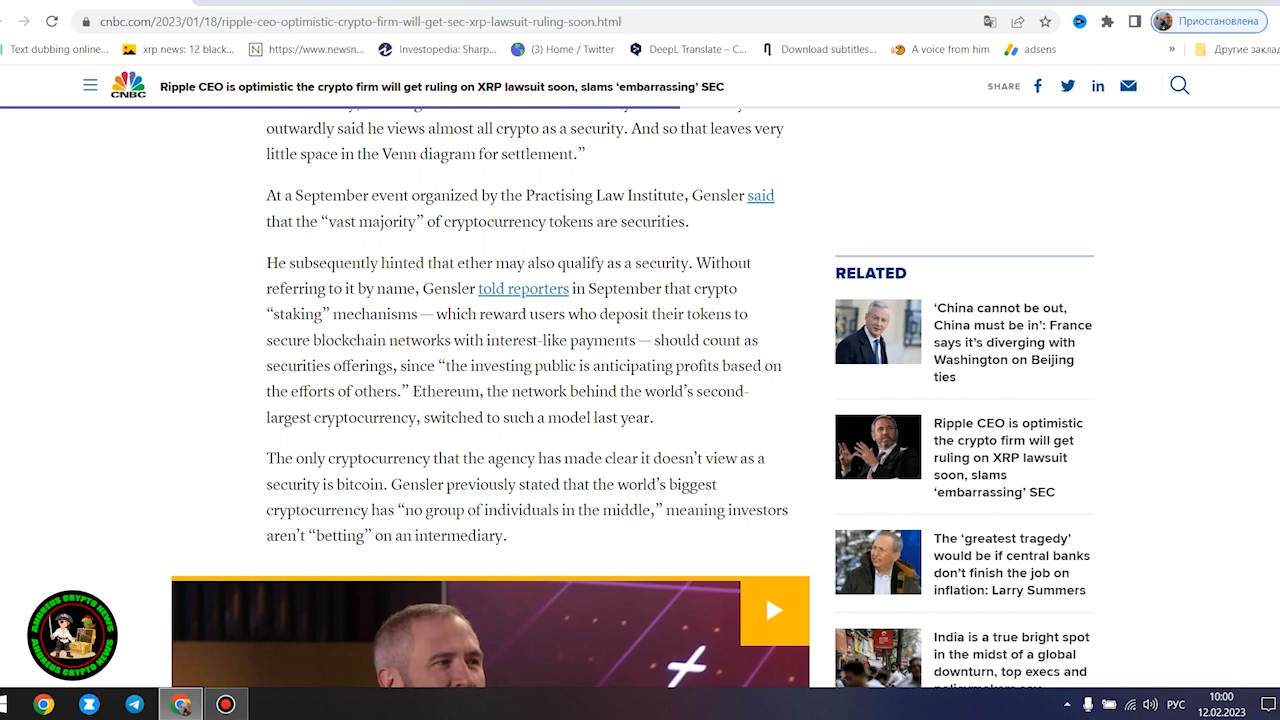 cnbc.com/2023/01/18/ripple-ceo-optimistic-crypto-firm-will-get-sec-xrp-lawsuit-ruling-soon.html
Приостановлена
Text dubbing online...
xrp news: 12 black...
https://www.newsn...
Investopedia: Sharp...
(3) Home / Twitter
DeepL Translate – C...
Download subtitles...
A voice from him
adsens
»
Другие закла
CNBC
Ripple CEO is optimistic the crypto firm will get ruling on XRP lawsuit soon, slams ‘embarrassing’ SEC
SHARE
outwardly said he views almost all crypto as a security. And so that leaves very
little space in the Venn diagram for settlement.”
At a September event organized by the Practising Law Institute, Gensler said
that the “vast majority” of cryptocurrency tokens are securities.
He subsequently hinted that ether may also qualify as a security. Without
referring to it by name, Gensler told reporters in September that crypto
“staking” mechanisms — which reward users who deposit their tokens to
secure blockchain networks with interest-like payments — should count as
securities offerings, since “the investing public is anticipating profits based on
the efforts of others.” Ethereum, the network behind the world’s second-
largest cryptocurrency, switched to such a model last year.
The only cryptocurrency that the agency has made clear it doesn’t view as a
security is bitcoin. Gensler previously stated that the world’s biggest
cryptocurrency has “no group of individuals in the middle,” meaning investors
aren’t “betting” on an intermediary.
RELATED
‘China cannot be out,
China must be in’: France
says it’s diverging with
Washington on Beijing
ties
Ripple CEO is optimistic
the crypto firm will get
ruling on XRP lawsuit
soon, slams
‘embarrassing’ SEC
The ‘greatest tragedy’
would be if central banks
don’t finish the job on
inflation: Larry Summers
India is a true bright spot
in the midst of a global
downturn, top execs and
ANDREUS CRYPTO NEWS
ANDREUS CRYPTO NEWS
РУС
10:00
12.02.2023